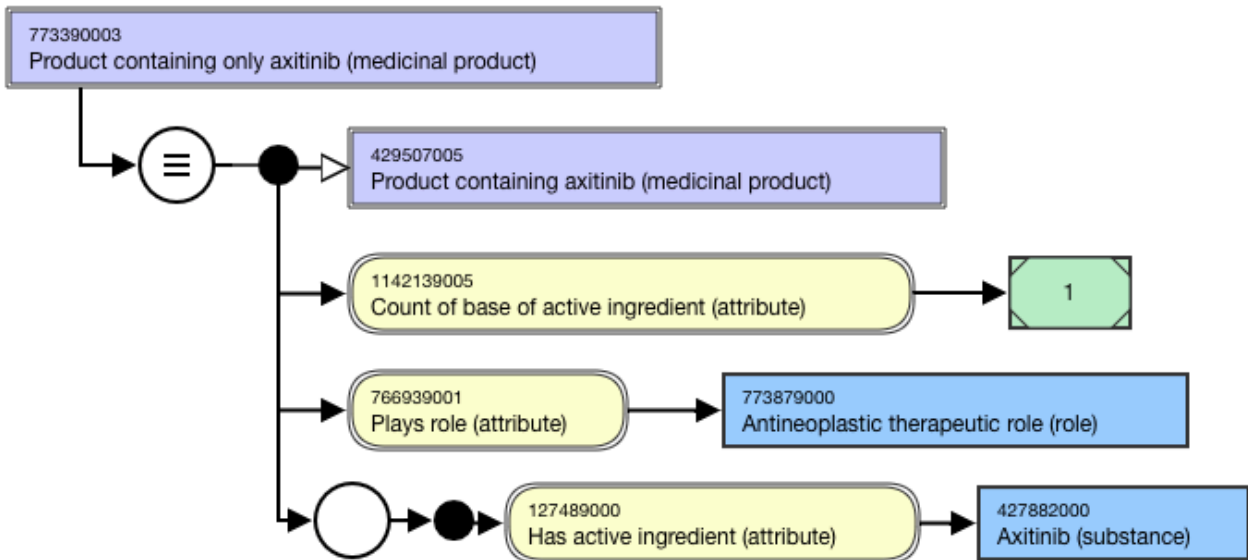 773390003
Product containing only axitinib (medicinal product)
429507005
Product containing axitinib (medicinal product)
1142139005
Count of base of active ingredient (attribute)
1
766939001
Plays role (attribute)
773879000
Antineoplastic therapeutic role (role)
127489000
Has active ingredient (attribute)
427882000
Axitinib (substance)